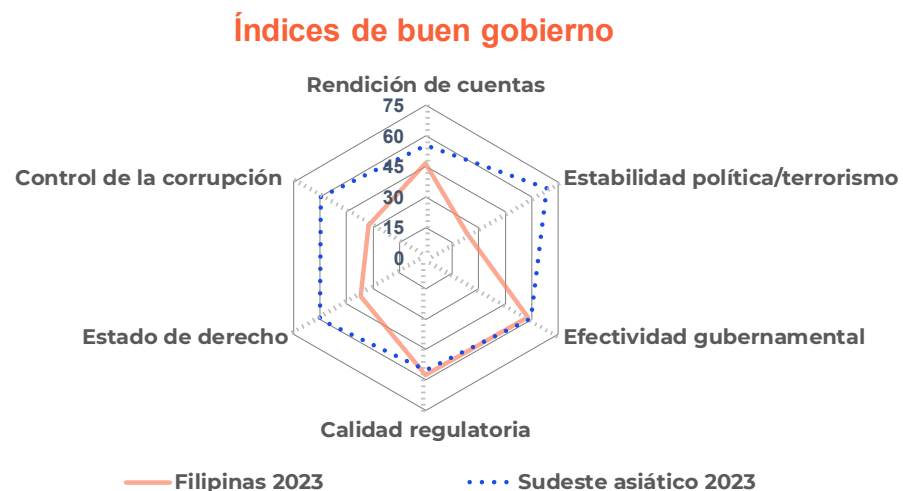 Índices de buen gobierno
Rendición de cuentas
75
60
45
30
15
0
Control de la corrupción
Estabilidad política/terrorismo
Estado de derecho
Efectividad gubernamental
Calidad regulatoria
Filipinas 2023
Sudeste asiático 2023